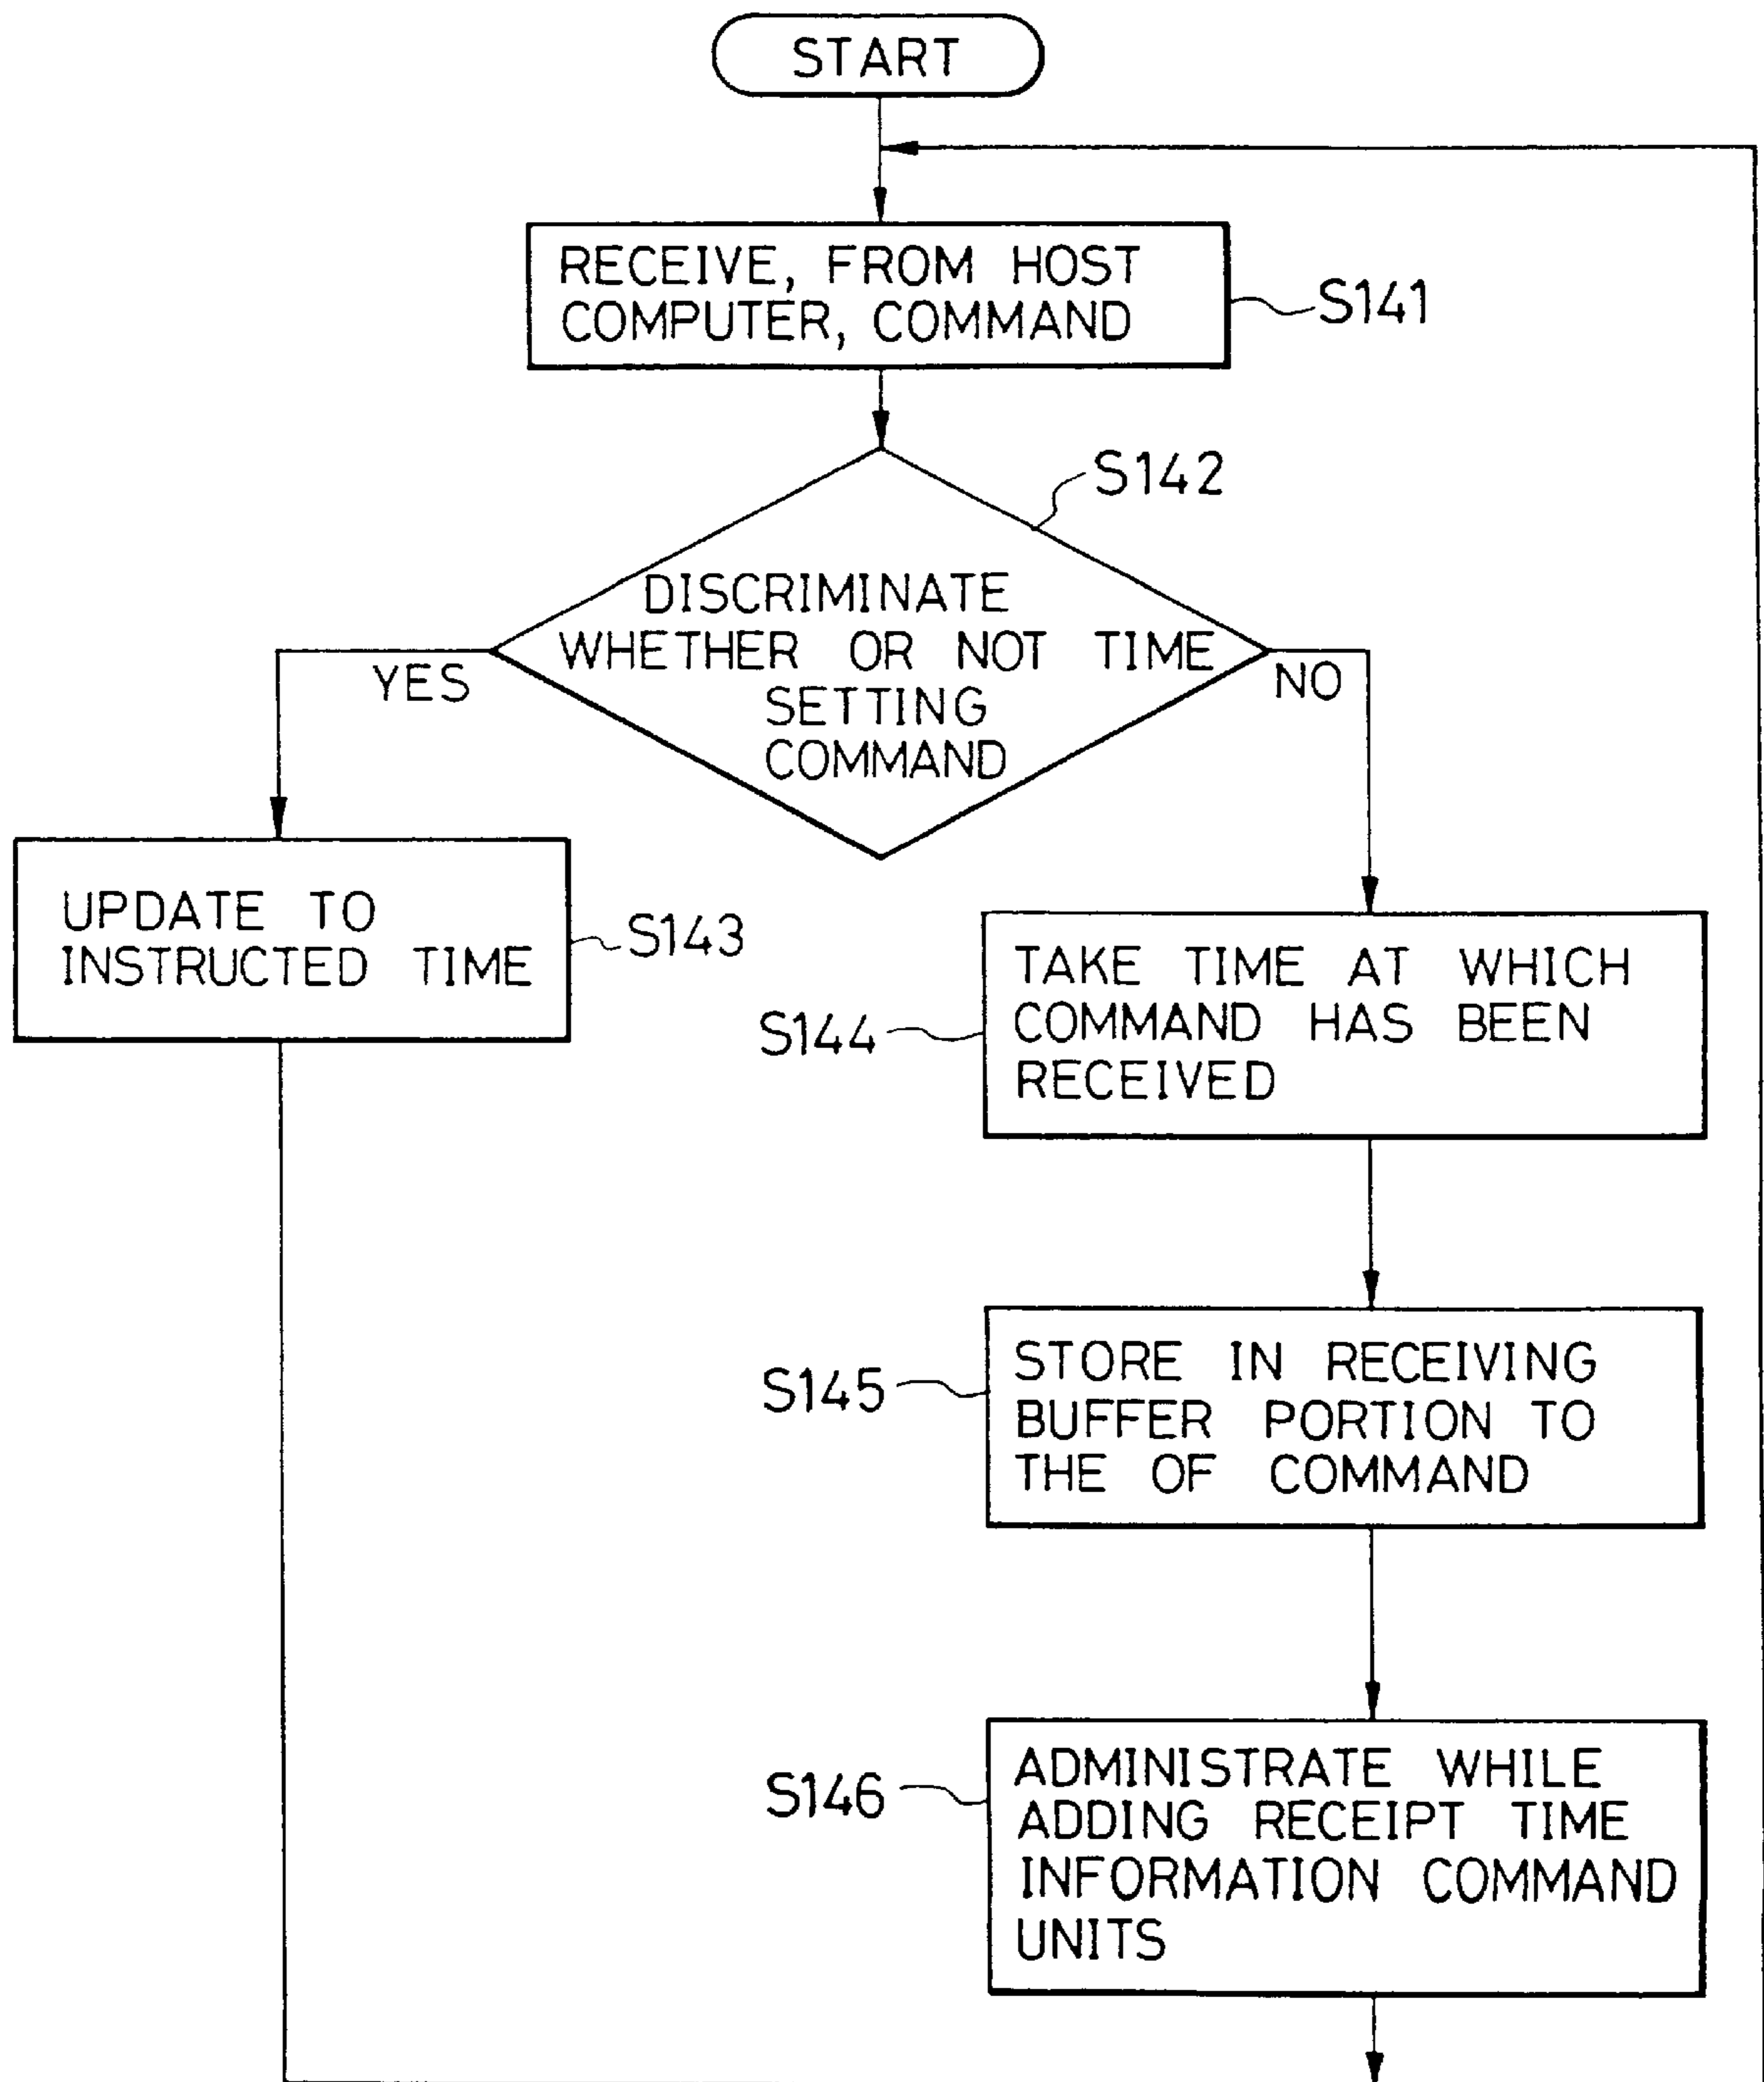 START
RECEIVE, FROM HOST
COMPUTER, COMMAND
S141
S142
DISCRIMINATE
WHETHER OR NOT TIME
SETTING
COMMAND
YES
NO
UPDATE TO
INSTRUCTED TIME
S143
TAKE TIME AT WHICH
COMMAND HAS BEEN
RECEIVED
S144
STORE IN RECEIVING
BUFFER PORTION TO
THE OF COMMAND
S145
ADMINISTRATE WHILE
ADDING RECEIPT TIME
INFORMATION COMMAND
UNITS
S146